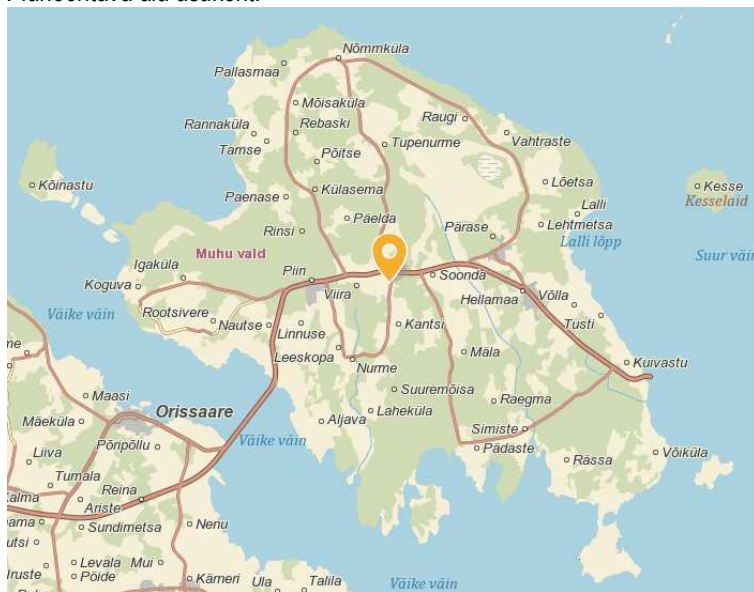 Nõmmküla
Pallasmaa
Mõisaküla
Raugi
Rannaküla
Rebaski
Vahtraste
Tamse
Tupenurme
Põitse
Kõinastu
Külasema
Lõetsa
Kesse
Kesselaid
Paenase
Lalli
Päelda
Pärase
Lehtmetsa
Rinsi
Lalli lõpp
Muhu vald
Suur väin
Igaküla
Piiri
Soonda
Koguva
Viira
Hellamaa
Võlla
Rootsivere
Väike väin
Nautse
Linnuse
Kantsi
Tusti
Leeskopa
Mäla
Nurme
Kuivastu
Maasi
Suuremõisa
Orissaare
Raegma
Mäeküla
Aljava
Laheküla
Väike väin
Simiste
Põripõllu
Liiva
Pädaste
Rässa
Võiküla
Tumala
Reina
Ariste
Sundimetsa
Nenu
Levala
Mui
Pöide
Kärneri
Ula
Talila
Väike väin